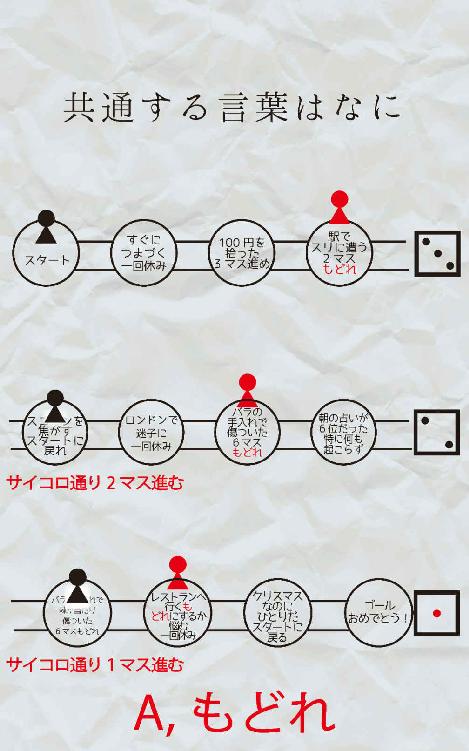 共通する言葉はなに
スタート
すぐに
つまづく
一回休み
100円を
拾った
3マス進め
駅で
スリに遭う
2マス
もどれ
を
焦がす
スタートに
戻れ
ロンドンで
迷子に
一回休み
バラの
手入れで
傷ついた
6マス
もどれ
朝の占いが
6位だった
特に何も
起こらず
サイコロ通り2マス進む
傷ついた
6マスもどれ
レストランへ
行くも
どれにするか
悩む
一回休み
クリスマス
なのに
ひとりだ
スタートに
戻る
ゴール
おめでとう!
サイコロ通り1マス進む
A,もどれ